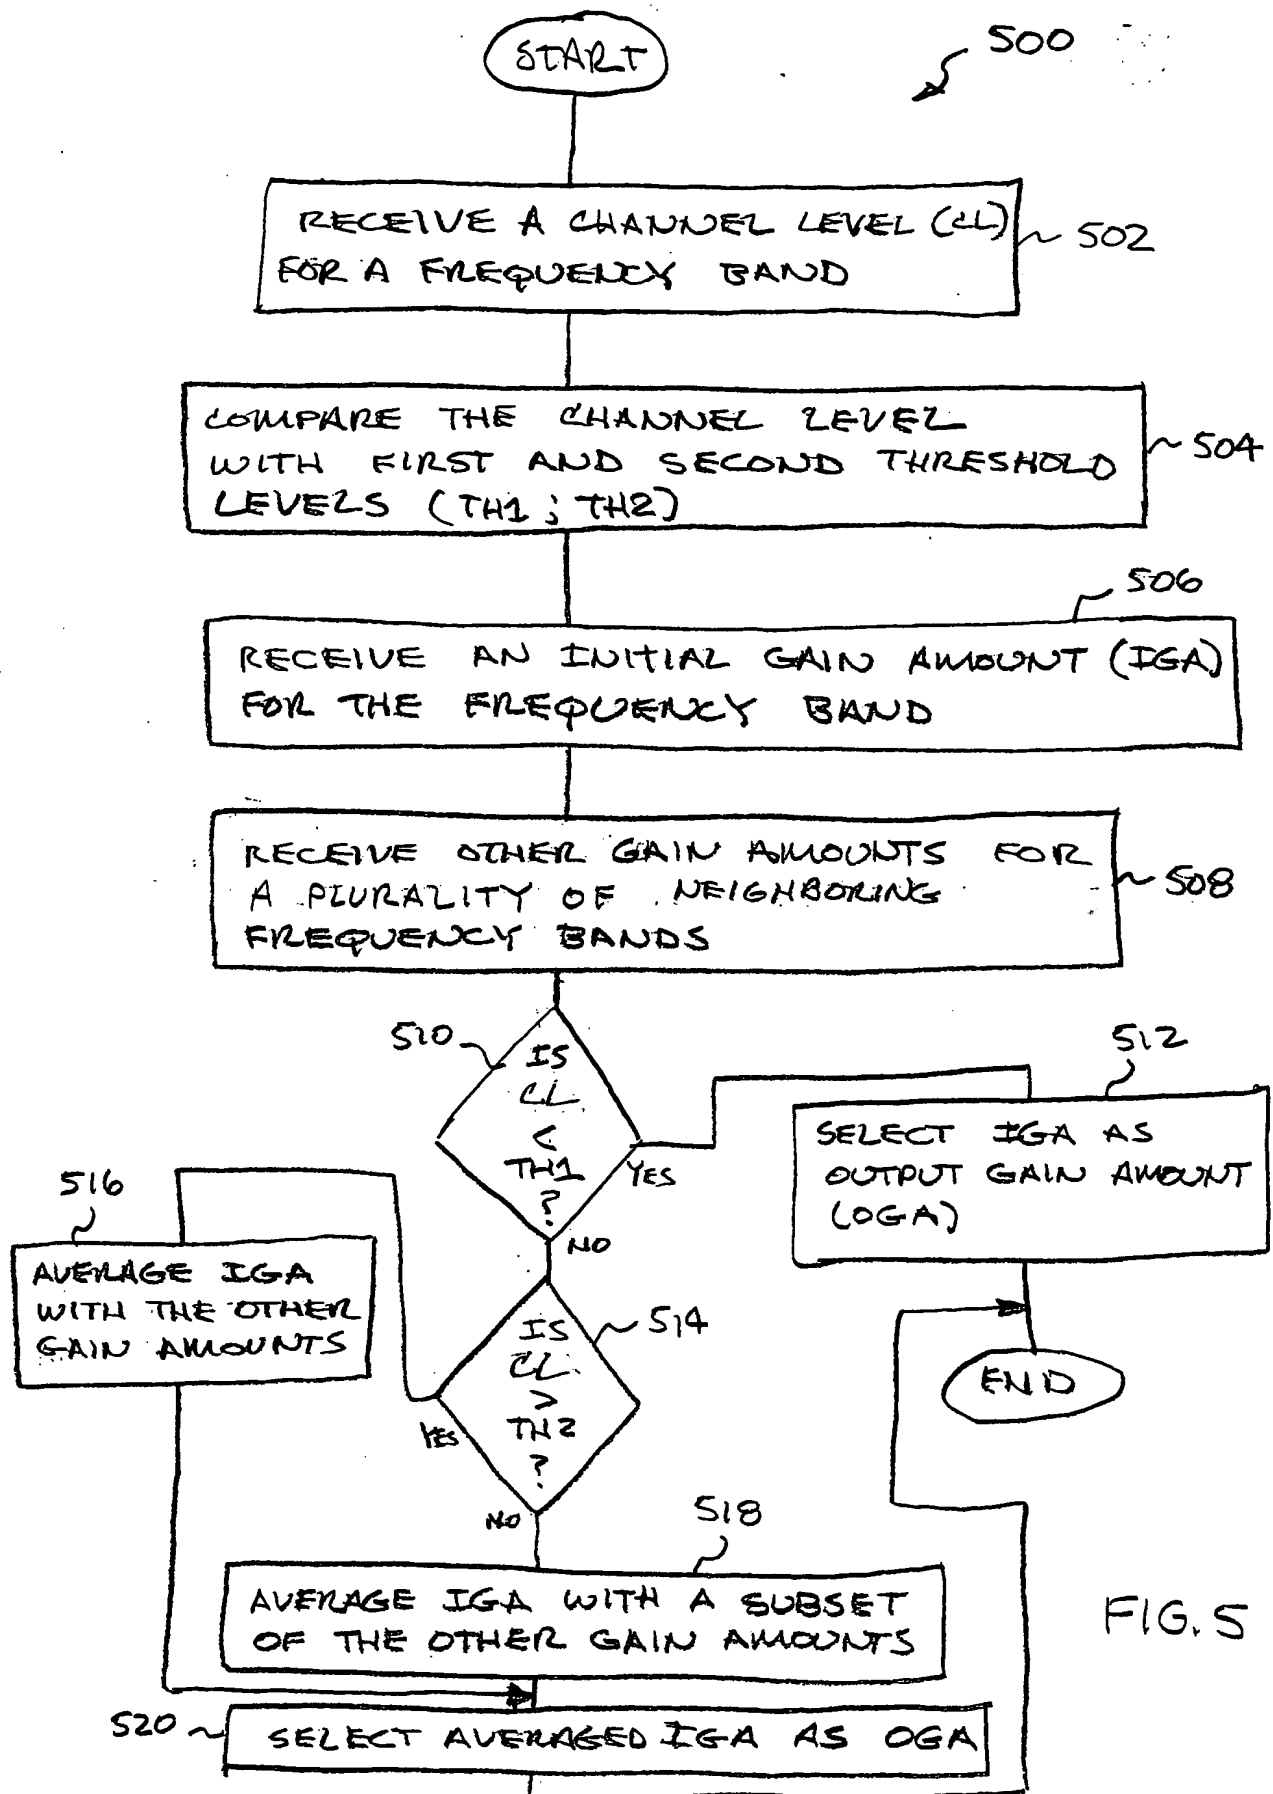 START
500
RECEIVE A CHANNEL LEVEL (CL)
FOR A FREQUENCY BAND
502
COMPARE THE CHANNEL LEVEL
WITH FIRST AND SECOND THRESHOLD
LEVELS (TH1; TH2)
504
506
RECEIVE AN INITIAL GAIN AMOUNT (IGA)
FOR THE FREQUENCY BAND
RECEIVE OTHER GAIN AMOUNTS FOR
A PLURALITY OF NEIGHBORING
FREQUENCY BANDS
508
510
IS
CL
<
TH1
?
YES
NO
512
SELECT IGA AS
OUTPUT GAIN AMOUNT
(OGA)
516
AVERAGE IGA
WITH THE OTHER
GAIN AMOUNTS
514
IS
CL
>
TH2
?
YES
NO
END
518
AVERAGE IGA WITH A SUBSET
OF THE OTHER GAIN AMOUNTS
520
SELECT AVERAGED IGA AS OGA
FIG. 5